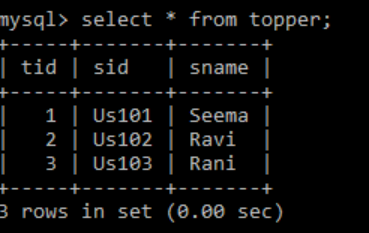 mysql> select * from topper;
+-----+-------+-------+
| tid | sid   | sname |
+-----+-------+-------+
|   1 | Us101 | Seema |
|   2 | Us102 | Ravi  |
|   3 | Us103 | Rani  |
+-----+-------+-------+
3 rows in set (0.00 sec)